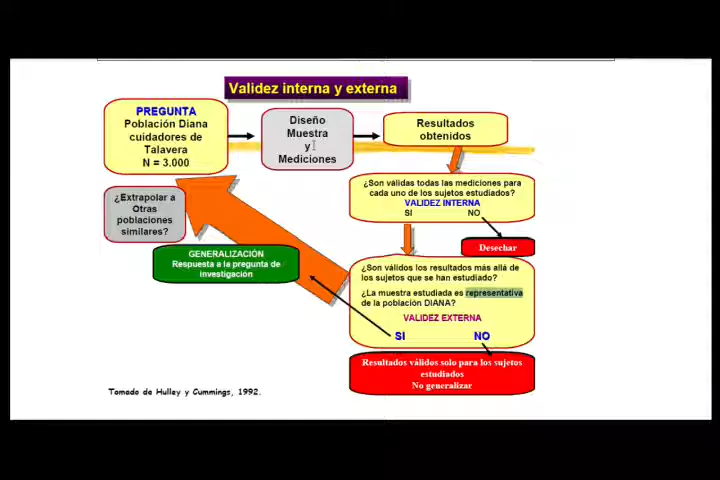 Validez interna y externa
PREGUNTA
Población Diana
cuidadores de
Talavera
N = 3.000
Diseño
Muestra
y
Mediciones
Resultados
obtenidos
¿Son válidas todas las mediciones para
cada uno de los sujetos estudiados?
VALIDEZ INTERNA
SI NO
Desechar
¿Extrapolar a
Otras
poblaciones
similares?
GENERALIZACIÓN
Respuesta a la pregunta de
investigación
¿Son válidos los resultados más allá de
los sujetos que se han estudiado?
¿La muestra estudiada es representativa
de la población DIANA?
VALIDEZ EXTERNA
SI NO
Resultados válidos solo para los sujetos
estudiados
No generalizar
Tomado de Hulley y Cummings, 1992.